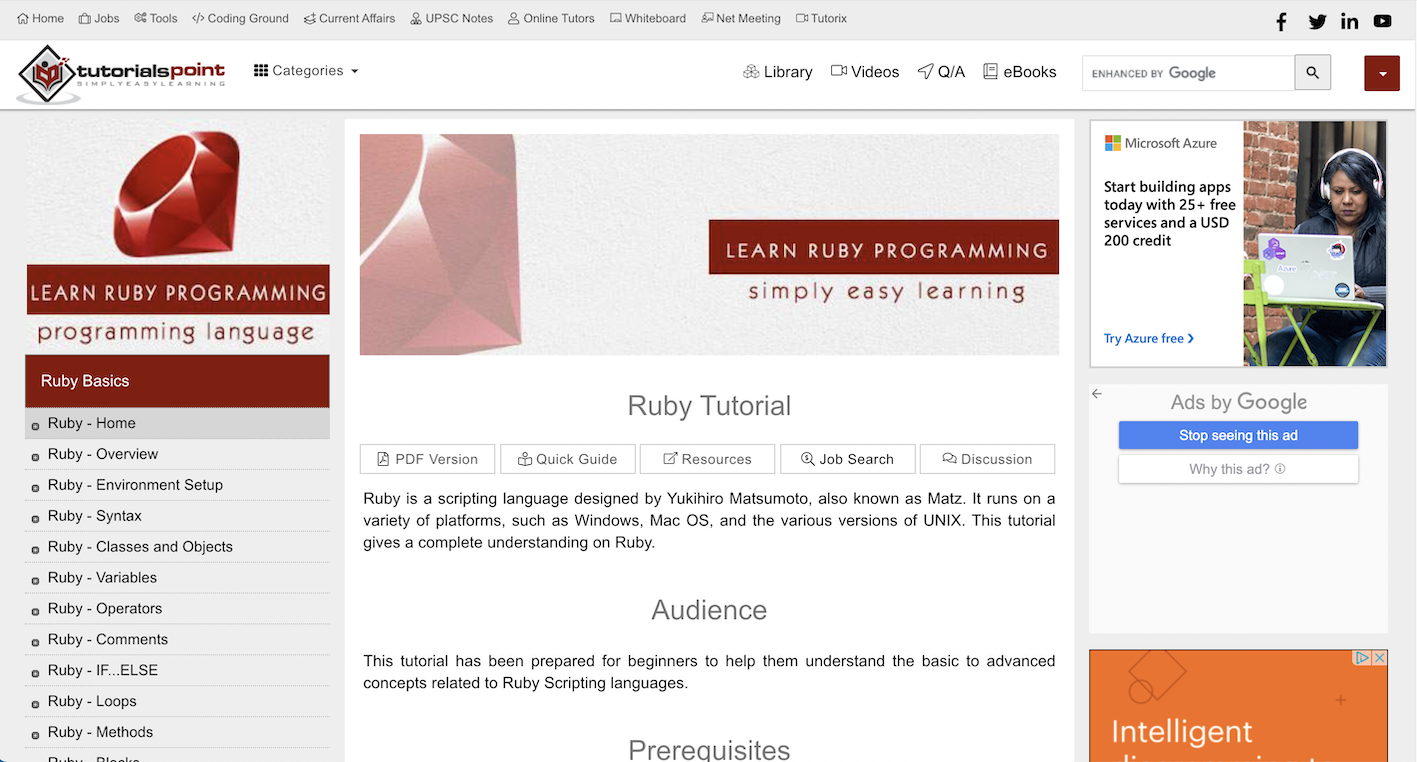 Home Jobs Tools Coding Ground Current Affairs UPSC Notes Online Tutors Whiteboard Net Meeting Tutorix
tutorialspoint
SIMPLYEASYLEARNING
Categories
Library Videos Q/A eBooks
ENHANCED BY Google
LEARN RUBY PROGRAMMING
programming language
Ruby Basics
Ruby - Home
Ruby - Overview
Ruby - Environment Setup
Ruby - Syntax
Ruby - Classes and Objects
Ruby - Variables
Ruby - Operators
Ruby - Comments
Ruby - IF...ELSE
Ruby - Loops
Ruby - Methods
Ruby - Blocks
LEARN RUBY PROGRAMMING
simply easy learning
Ruby Tutorial
PDF Version Quick Guide Resources Job Search Discussion
Ruby is a scripting language designed by Yukihiro Matsumoto, also known as Matz. It runs on a
variety of platforms, such as Windows, Mac OS, and the various versions of UNIX. This tutorial
gives a complete understanding on Ruby.
Audience
This tutorial has been prepared for beginners to help them understand the basic to advanced
concepts related to Ruby Scripting languages.
Prerequisites
Microsoft Azure
Start building apps
today with 25+ free
services and a USD
200 credit
Try Azure free
Azure
Ads by Google
Stop seeing this ad
Why this ad?
Intelligent